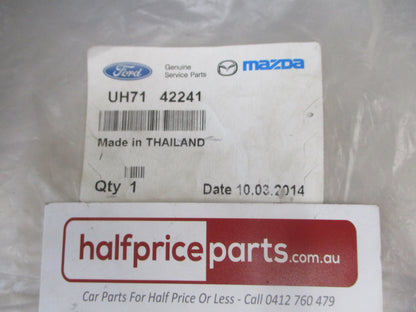 Ford Genuine Service Parts mazda
UH71 42241
Made in THAILAND
Qty 1 Date 10.03.2014
halfpriceparts.com.au
Car Parts For Half Price Or Less - Call 0412 760 479